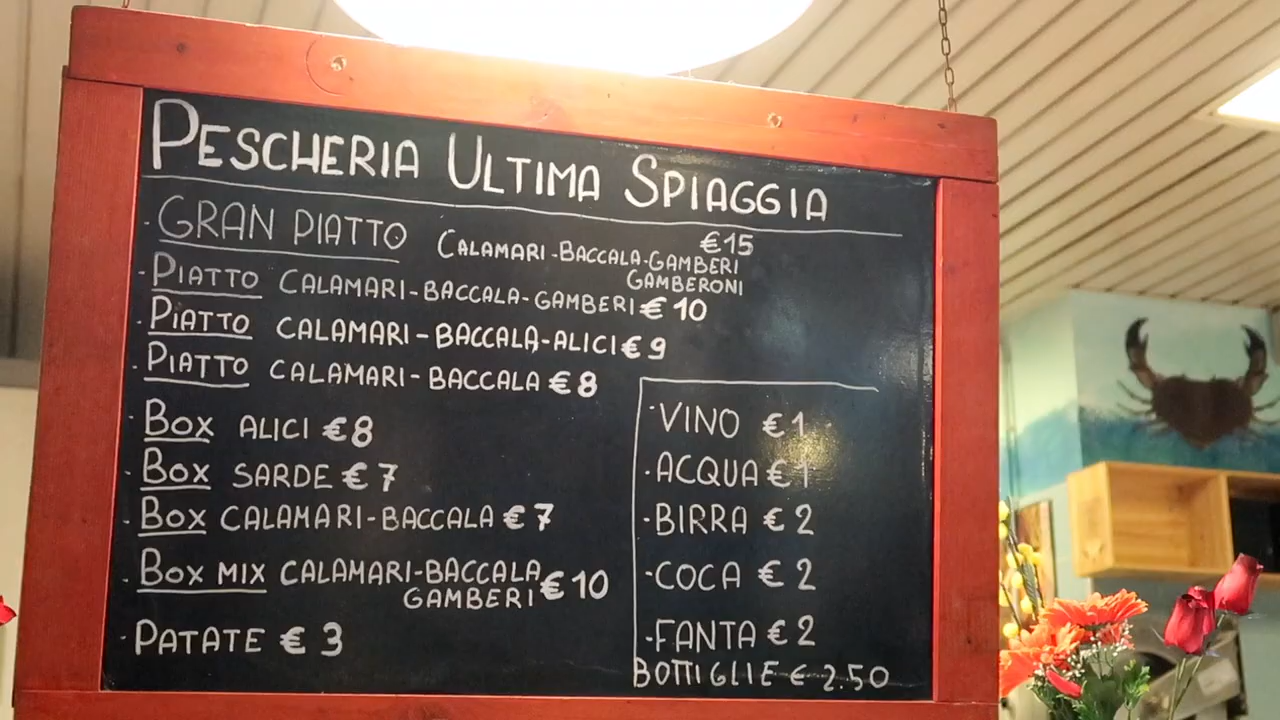 PESCHERIA ULTIMA SPIAGGIA
· GRAN PIATTO CALAMARI-BACCALA-GAMBERI €15
GAMBERONI
- PIATTO CALAMARI-BACCALA-GAMBERI € 10
· PIATTO CALAMARI-BACCALA-ALICI € 9
· PIATTO CALAMARI-BACCALA € 8
· BOX ALICI €8
· BOX SARDE € 7
· BOX CALAMARI-BACCALA € 7
· BOX MIX CALAMARI-BACCALA € 10
GAMBERI
· PATATE € 3
· VINO €1
· ACQUA € 1
· BIRRA € 2
-COCA € 2
-FANTA € 2
BOTTIGLIE € 2.50